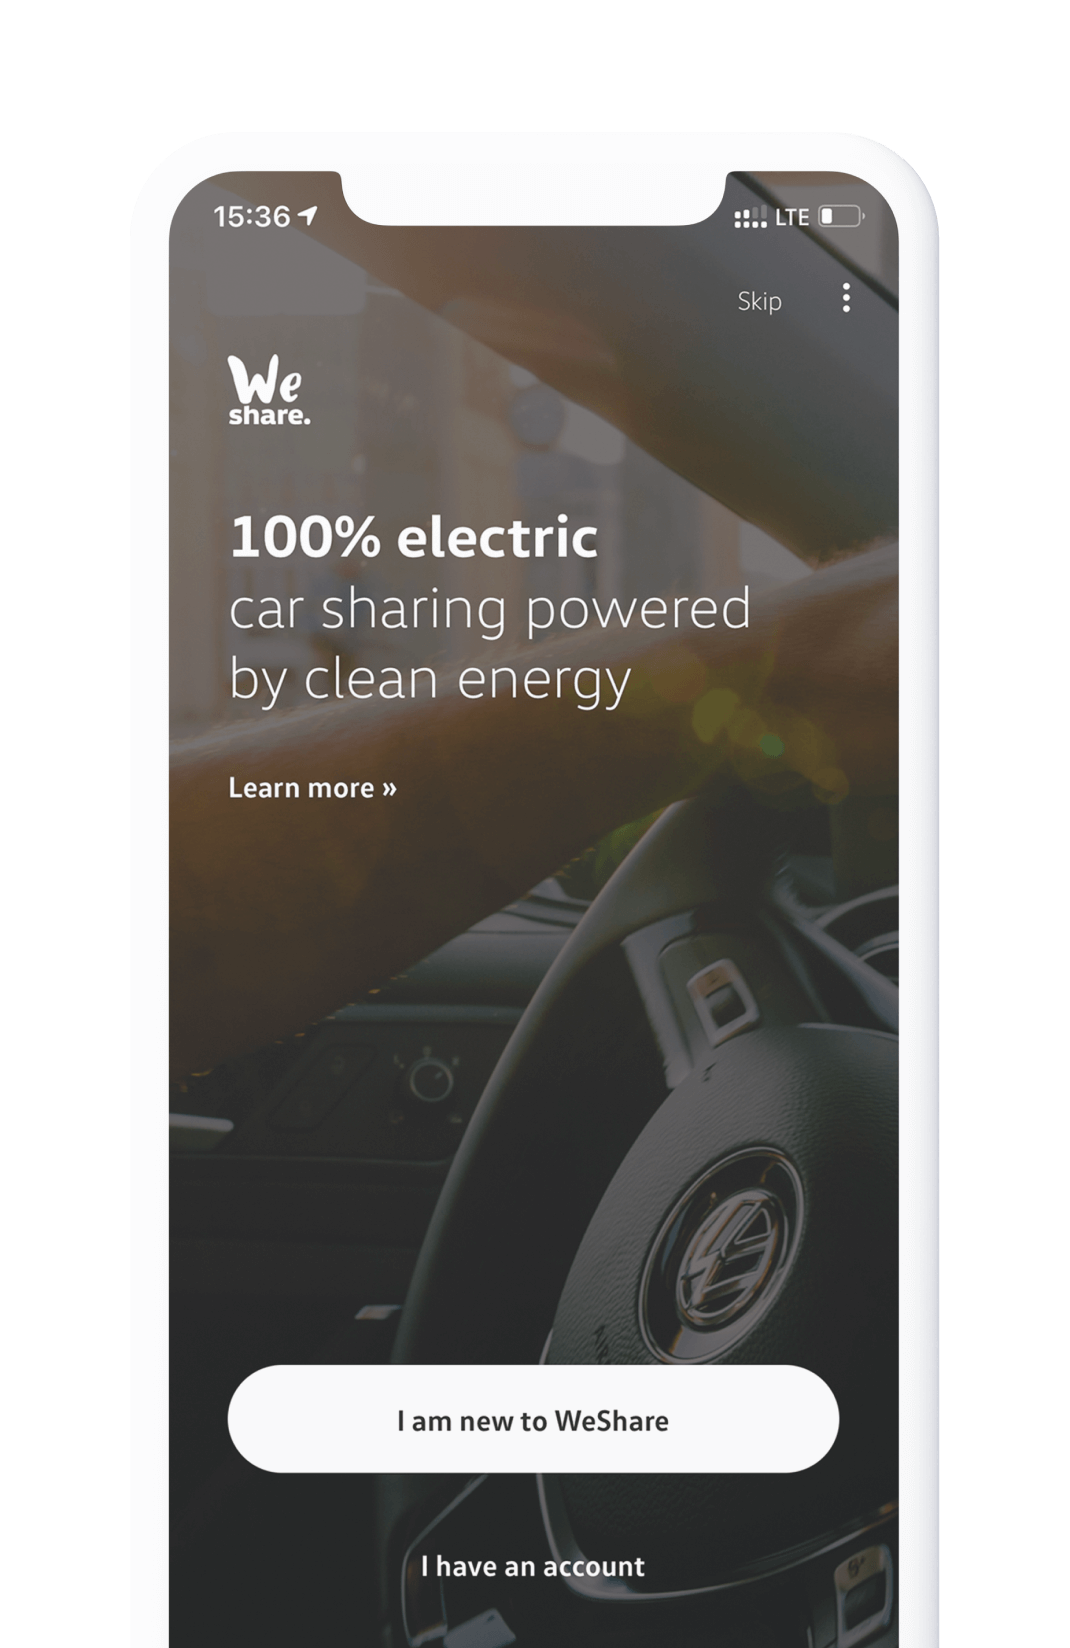 15:36
LTE
Skip
We
share.
100% electric
car sharing powered
by clean energy
Learn more »
I am new to WeShare
I have an account